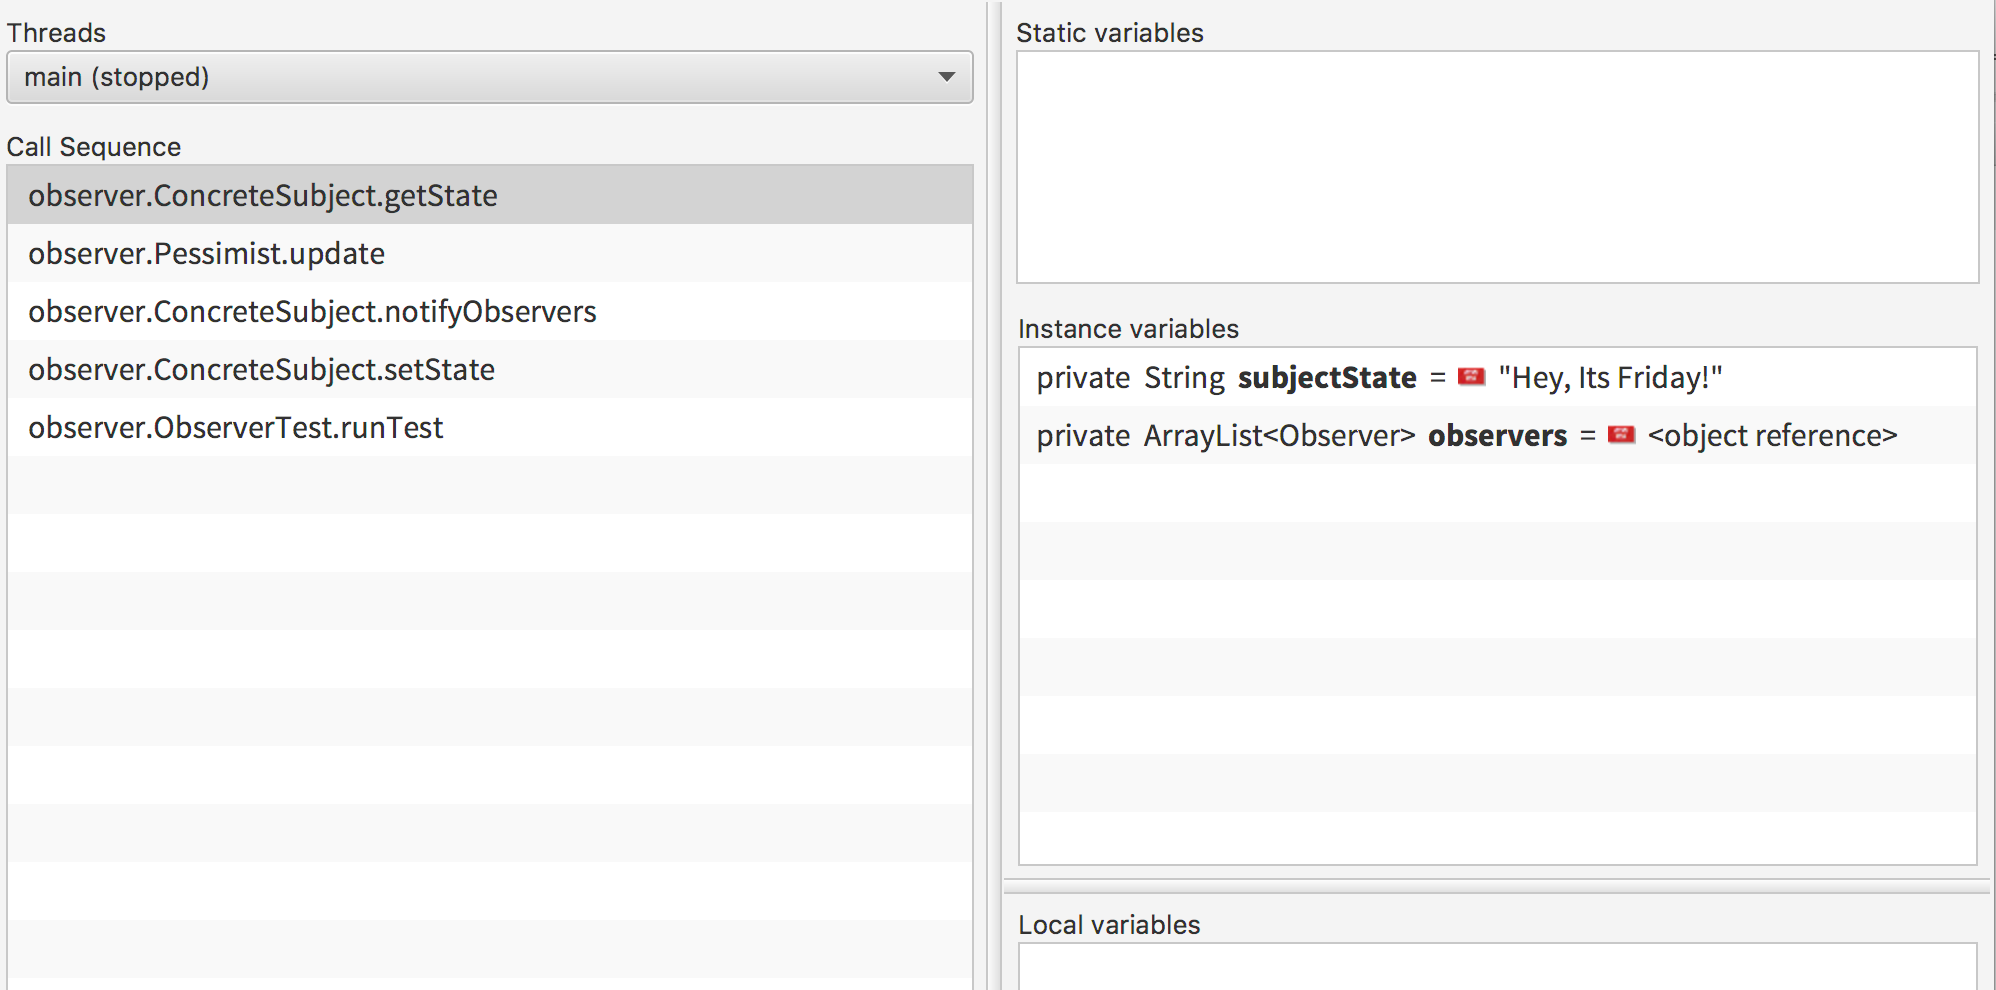 Threads
main (stopped)
Call Sequence
observer.ConcreteSubject.getState
observer.Pessimist.update
observer.ConcreteSubject.notifyObservers
observer.ConcreteSubject.setState
observer.ObserverTest.runTest
Static variables
Instance variables
private String subjectState = "Hey, Its Friday!"
private ArrayList<Observer> observers = <object reference>
Local variables